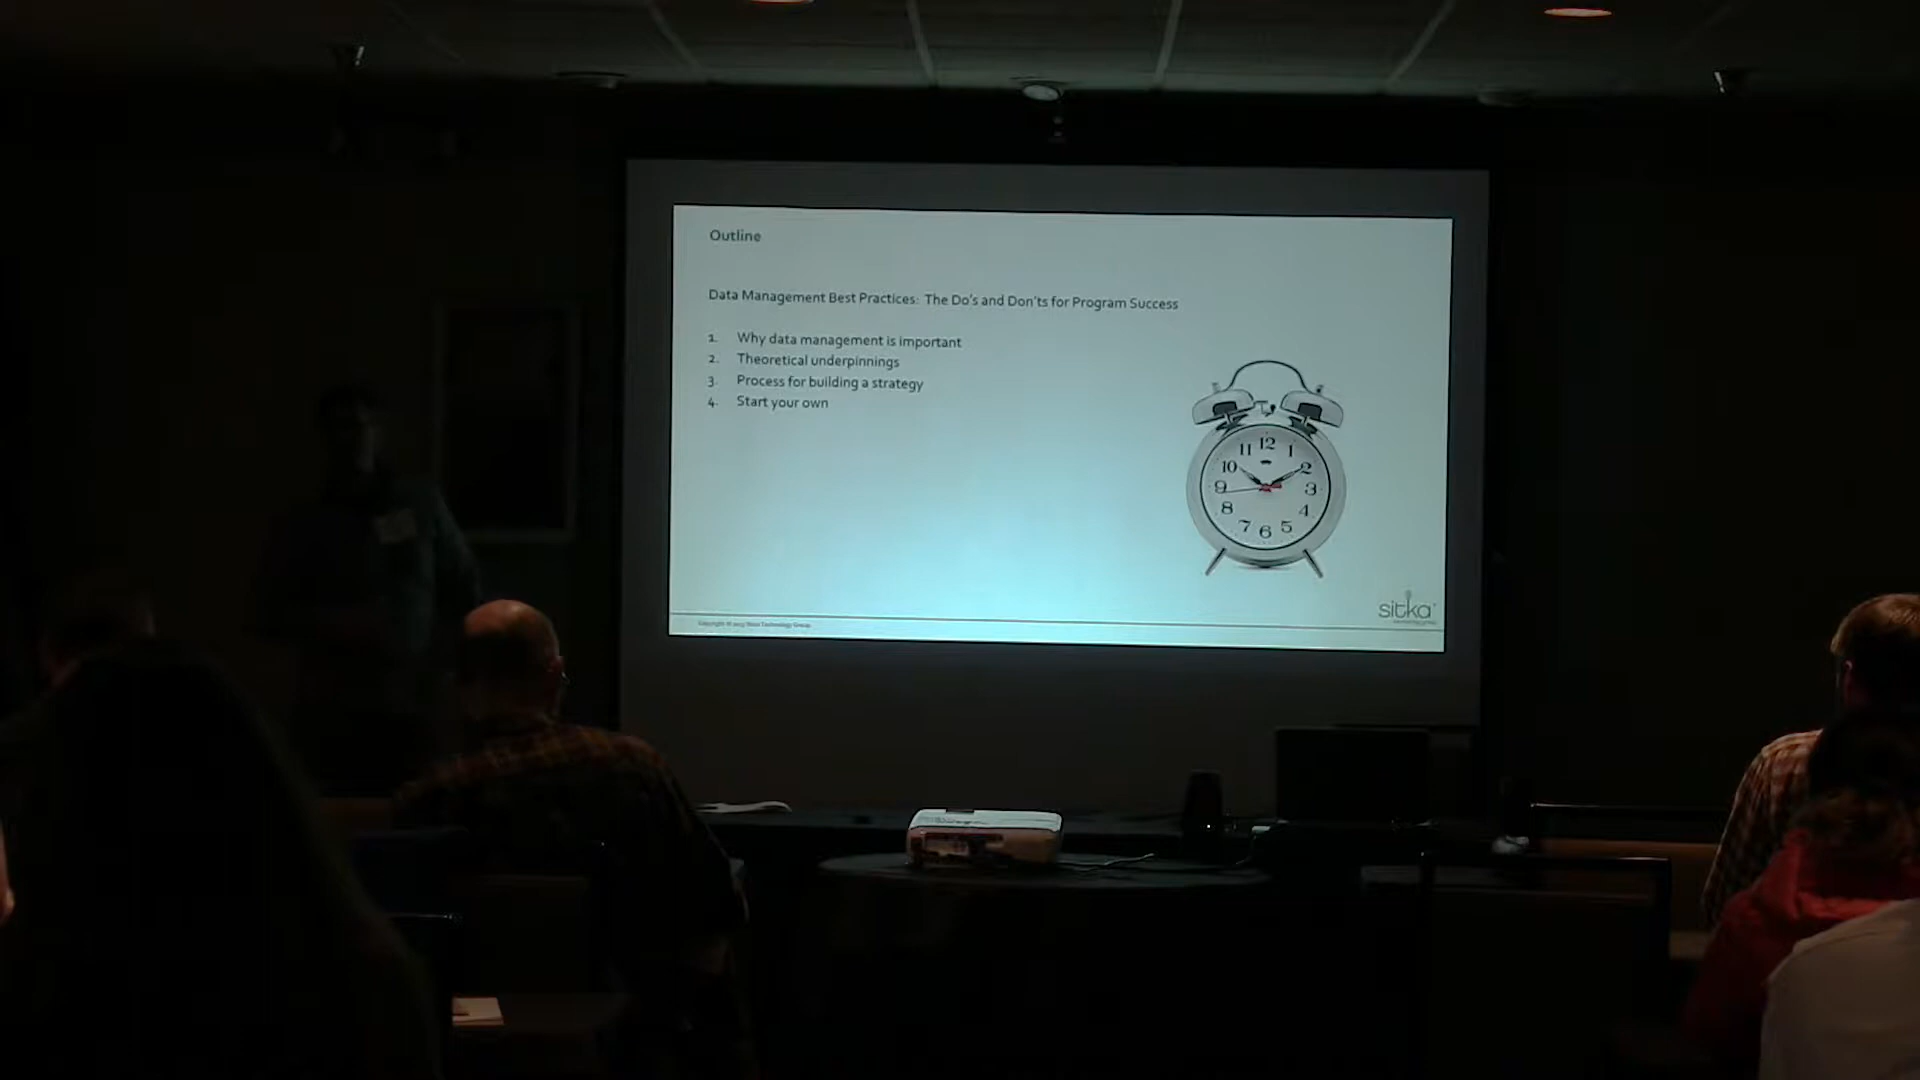 Outline
Data Management Best Practices: The Do's and Don'ts for Program Success
1. Why data management is important
2. Theoretical underpinnings
3. Process for building a strategy
4. Start your own
12
11 1
10 2
9 3
8 4
7 6 5
sitka
Technology Group